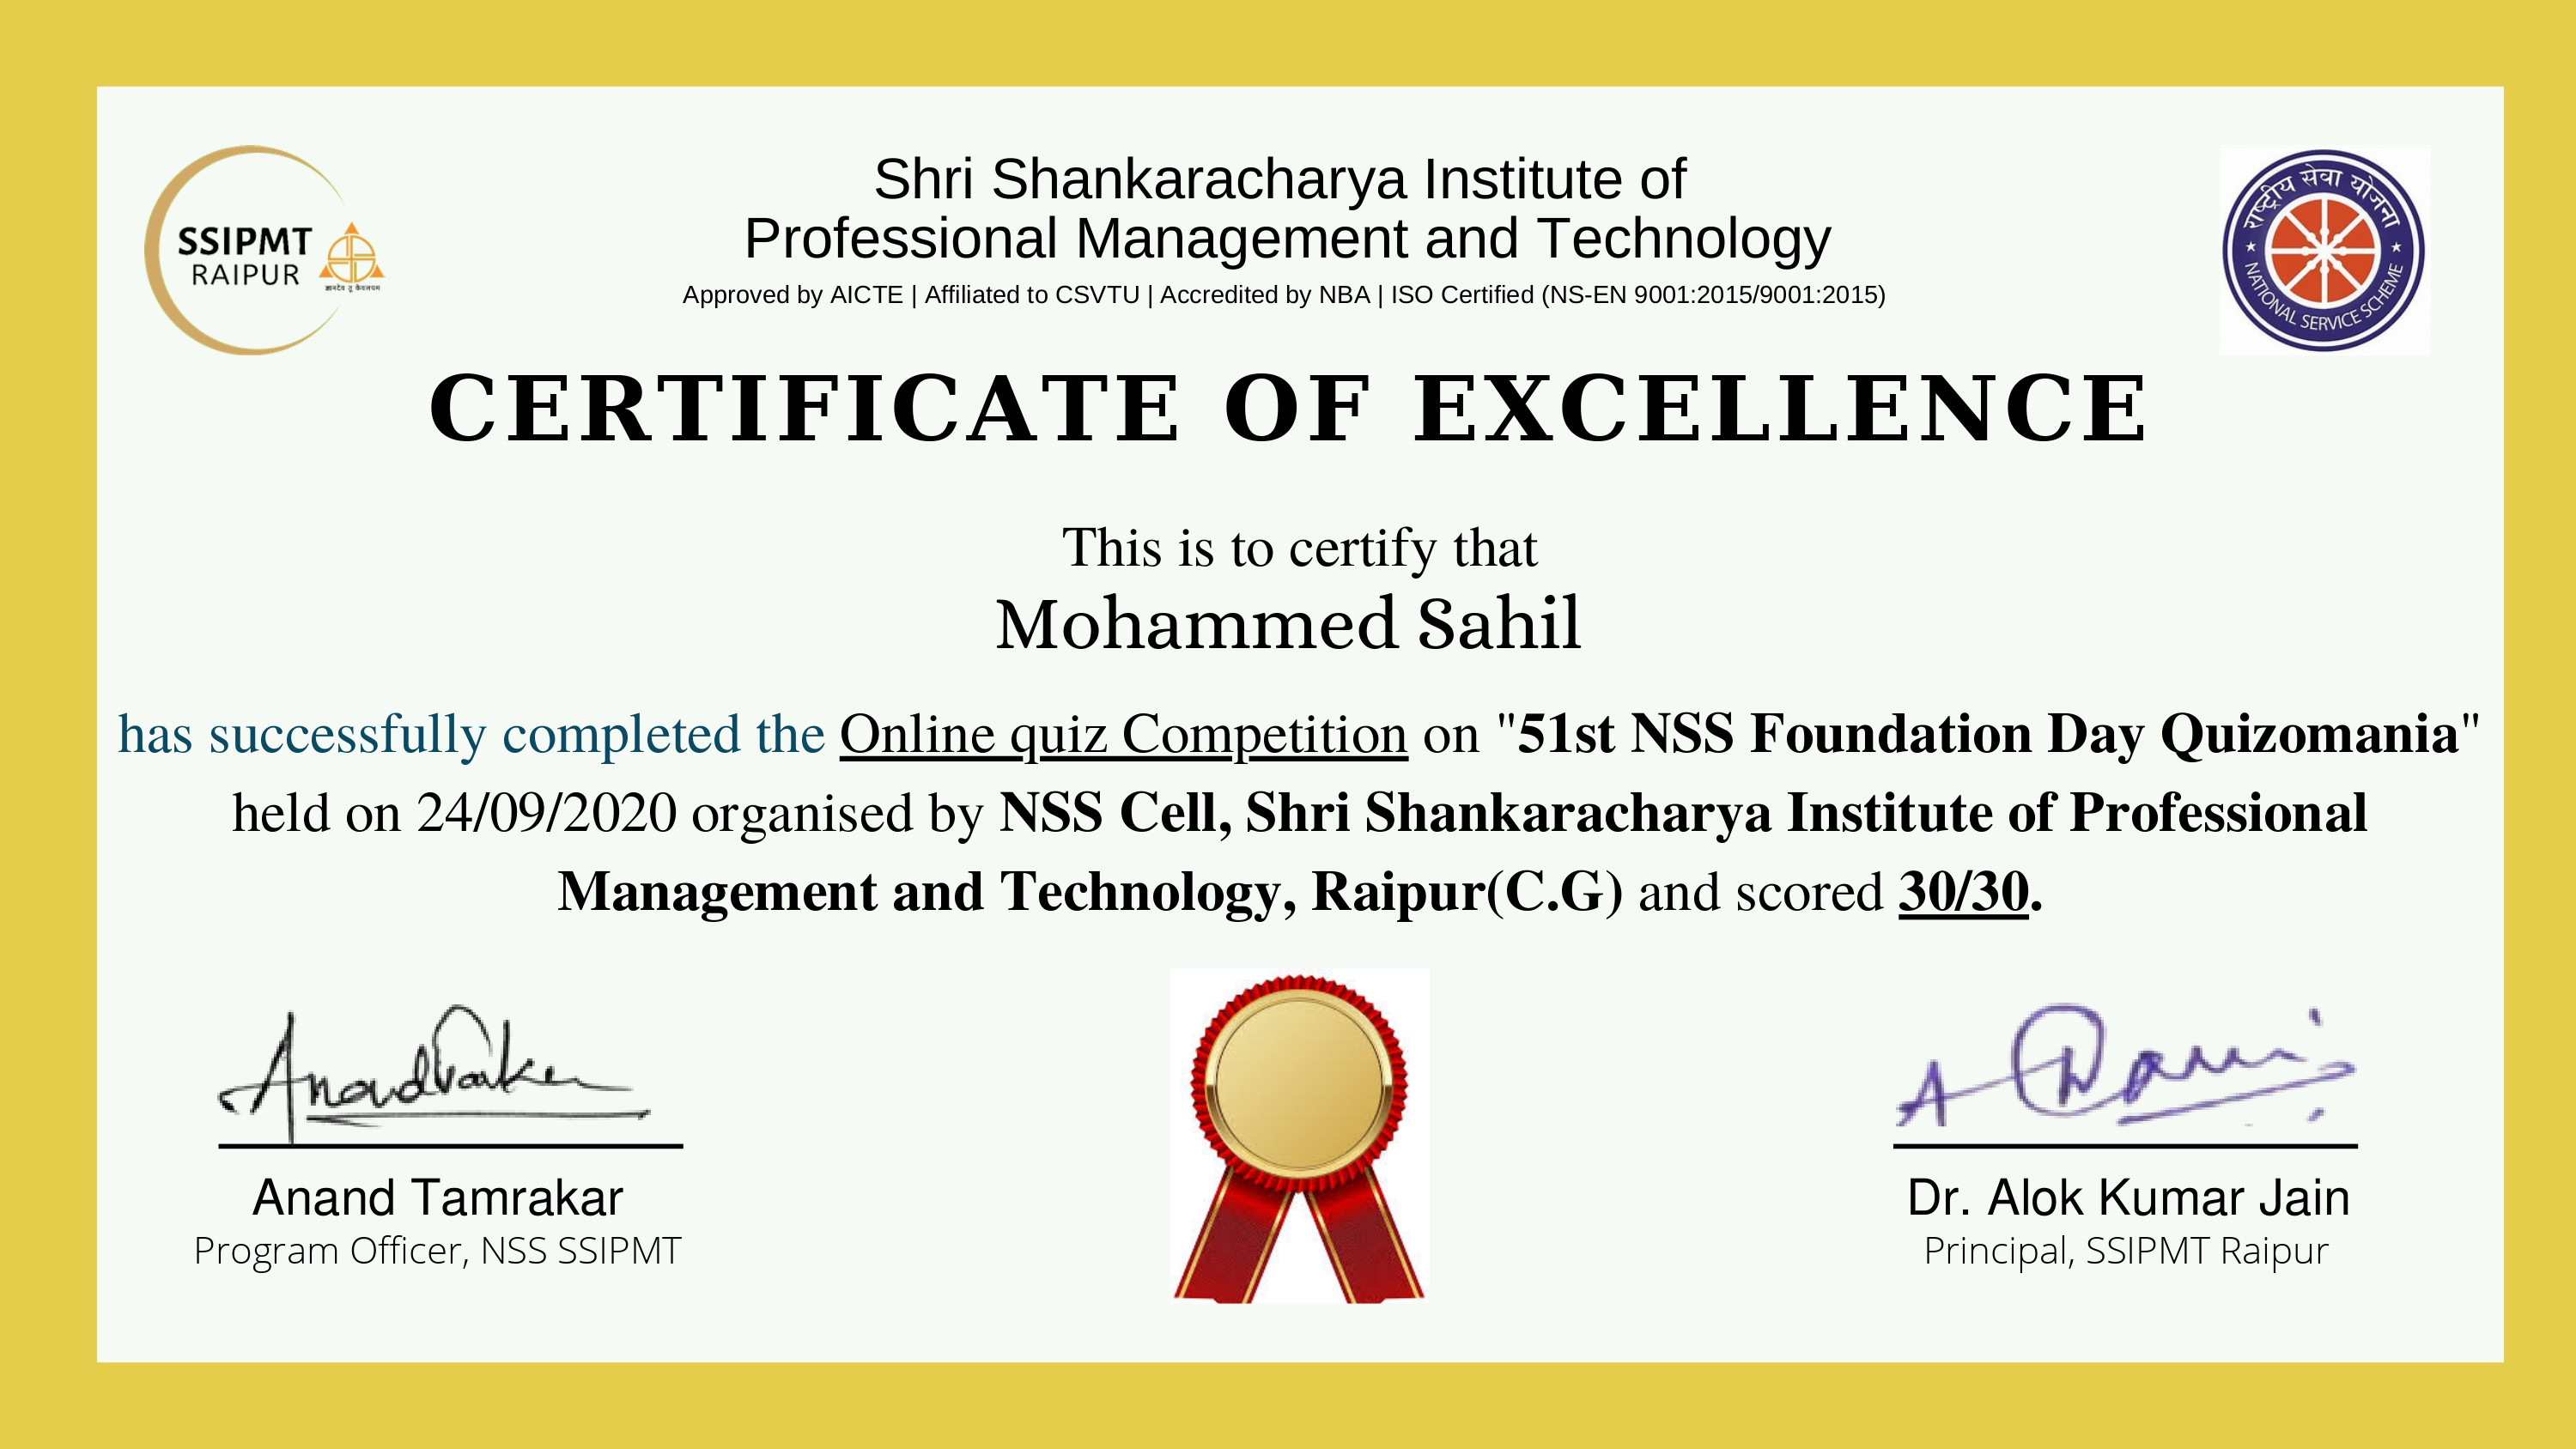 SSIPMT
RAIPUR
ज्ञानदेव तु कैवल्यम
Shri Shankaracharya Institute of
Professional Management and Technology
Approved by AICTE | Affiliated to CSVTU | Accredited by NBA | ISO Certified (NS-EN 9001:2015/9001:2015)
राष्ट्रीय सेवा योजना
NATIONAL SERVICE SCHEME
CERTIFICATE OF EXCELLENCE
This is to certify that
Mohammed Sahil
has successfully completed the Online quiz Competition on "51st NSS Foundation Day Quizomania"
held on 24/09/2020 organised by NSS Cell, Shri Shankaracharya Institute of Professional
Management and Technology, Raipur(C.G) and scored 30/30.
Anand Tamrakar
Program Officer, NSS SSIPMT
Dr. Alok Kumar Jain
Principal, SSIPMT Raipur